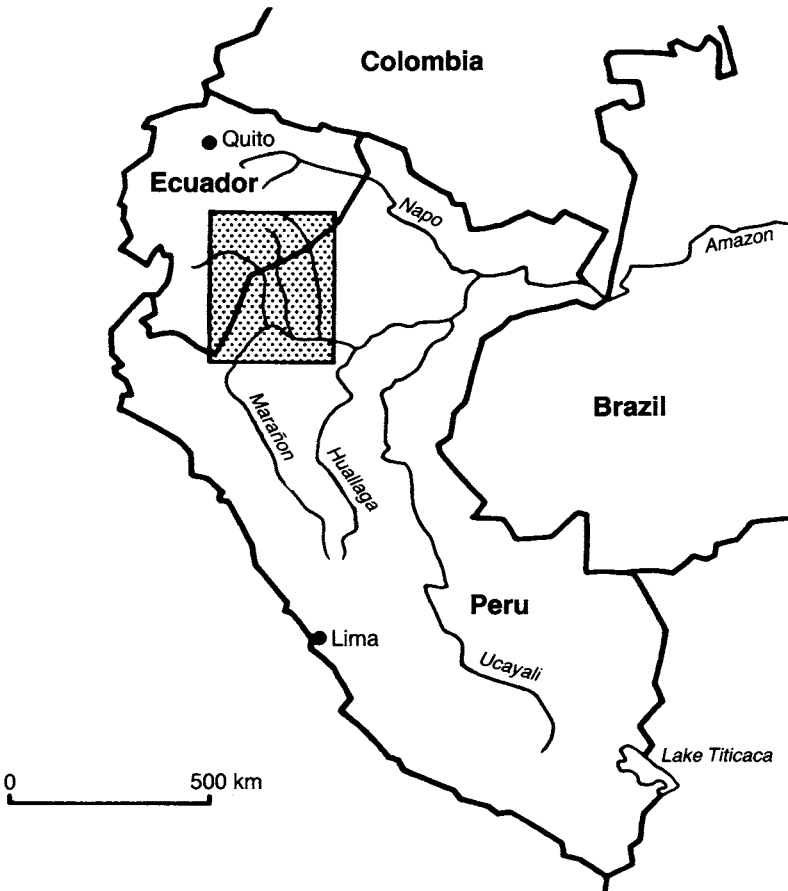 Colombia
Quito
Ecuador
Napo
Amazon
Marañon
Huallaga
Brazil
Peru
Lima
Ucayali
Lake Titicaca
0 500 km